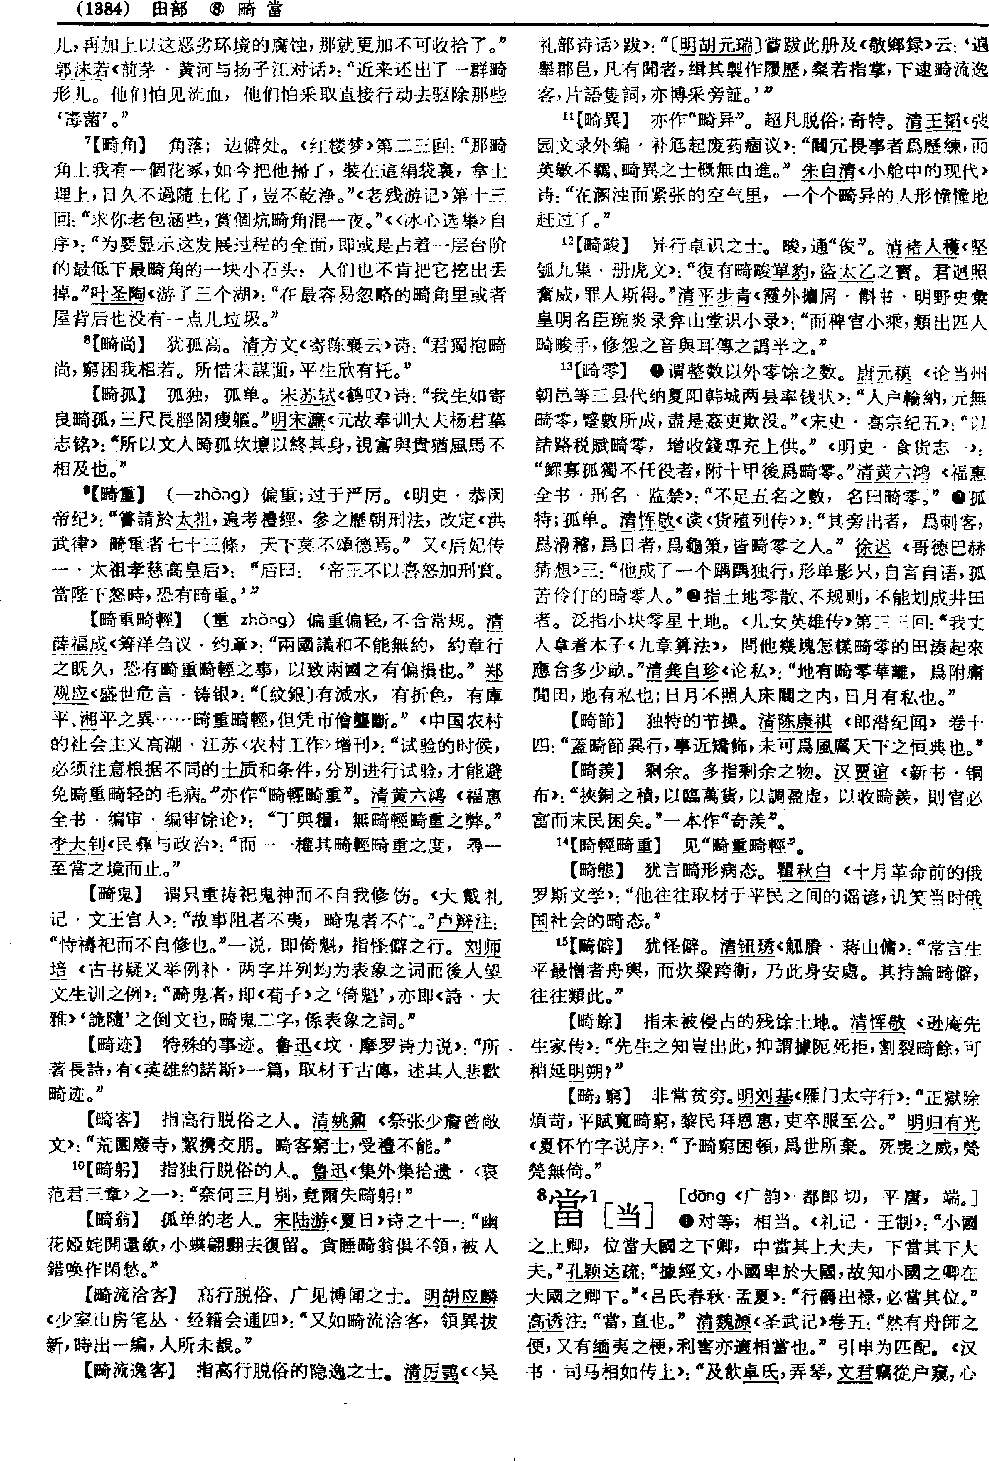 (1384) 田部 ⑧ 畸 當
儿,再加上以这恶劣环境的腐蚀,那就更加不可收拾了。”
郭沫若《前茅·黄河与扬子江对话》:“近来还出了一群畸
形儿。他们怕见流血,他们怕采取直接行动去驱除那些
‘毒菌’。”
⁷【畸角】 角落;边僻处。《红楼梦》第二三回:“那畸
角上我有一個花冢,如今把他掃了,裝在這絹袋裏,拿土
埋上,日久不過隨土化了,豈不乾淨。”《老残游记》第十三
回:“求你老包涵些,賞個炕畸角混一夜。”《〈冰心选集〉自
序》:“为要显示这发展过程的全面,即或是占着一层台阶
的最低下最畸角的一块小石头,人们也不肯把它挖出丢
掉。”叶圣陶《游了三个湖》:“在最容易忽略的畸角里或者
屋背后也没有一点儿垃圾。”
⁸【畸尚】 犹孤高。清方文《寄陈襄云》诗:“君獨抱畸
尚,窮困我相若。所惜未謀面,平生欣有托。”
【畸孤】 孤独,孤单。宋苏轼《鹤叹》诗:“我生如寄
良畸孤,三尺長脛閣瘦軀。”明宋濂《元故奉训大夫杨君墓
志铭》:“所以文人畸孤坎壈以終其身,視富與貴猶風馬不
相及也。”
⁹【畸重】 (—zhòng) 偏重;过于严厉。《明史·恭闵
帝纪》:“嘗請於太祖,遍考禮經,參之歷朝刑法,改定《洪
武律》畸重者七十三條,天下莫不頌德焉。”又《后妃传
一·太祖孝慈高皇后》:“后曰:‘帝王不以喜怒加刑賞。
當陛下怒時,恐有畸重。’”
【畸重畸輕】 (重 zhòng) 偏重偏轻,不合常规。清
薛福成《筹洋刍议·约章》:“兩國議和不能無約,約章行
之既久,恐有畸重畸輕之事,以致兩國之有偏損也。”郑
观应《盛世危言·铸银》:“〔紋銀〕有減水,有折色,有庫
平、湘平之異……畸重畸輕,但凭市儈壟斷。”《中国农村
的社会主义高潮·江苏〈农村工作〉增刊》:“试验的时候,
必须注意根据不同的土质和条件,分别进行试验,才能避
免畸重畸轻的毛病。”亦作“畸輕畸重”。清黄六鸿《福惠
全书·编审·编审馀论》:“丁與糧,無畸輕畸重之弊。”
李大钊《民彝与政治》:“而一一權其畸輕畸重之度,尋一
至當之境而止。”
【畸鬼】 谓只重祷祀鬼神而不自我修饬。《大戴礼
记·文王官人》:“故事阻者不夷,畸鬼者不仁。”卢辩注:
“恃禱祀而不自修也。”一说,即倚魁,指怪僻之行。刘师
培《古书疑义举例补·两字并列均为表象之词而後人望
文生训之例》:“畸鬼者,即《荀子》之‘倚魁’,亦即《詩·大
雅》‘詭隨’之倒文也,畸鬼二字,係表象之詞。”
【畸迹】 特殊的事迹。鲁迅《坟·摩罗诗力说》:“所
著長詩,有《英雄約諾斯》一篇,取材于古傳,述其人悲歡
畸迹。”
【畸客】 指高行脱俗之人。清姚鼐《祭张少詹曾敞
文》:“荒園廢寺,絜攜交朋。畸客窮士,受禮不能。”
¹⁰【畸躬】 指独行脱俗的人。鲁迅《集外集拾遗·〈哀
范君三章〉之一》:“奈何三月别,竟爾失畸躬!”
【畸翁】 孤单的老人。宋陆游《夏日》诗之十一:“幽
花婭姹開還斂,小蝶翩翾去復留。貪睡畸翁俱不領,被人
錯喚作閑愁。”
【畸流洽客】 高行脱俗、广见博闻之士。明胡应麟
《少室山房笔丛·经籍会通四》:“又如畸流洽客,領異拔
新,時出一編,人所未覩。”
【畸流逸客】 指高行脱俗的隐逸之士。清厉鹗《〈吴
礼部诗话〉跋》:“〔明胡元瑞〕嘗跋此册及《敬鄉録》云:‘遍
舉郡邑,凡有聞者,緝其製作履歷,粲若指掌,下逮畸流逸
客,片語隻詞,亦博采旁証。’”
¹¹【畸異】 亦作“畸异”。超凡脱俗;奇特。清王韬《弢
园文录外编·补尪起废药痼议》:“闒冗畏事者爲歷練,而
英敏不羈、畸異之士概無由進。”朱自清《小舱中的现代》
诗:“在溷浊而紧张的空气里,一个个畸异的人形憧憧地
赶过了。”
¹²【畸晙】 异行卓识之士。晙,通“俊”。清褚人穫《坚
瓠九集·册虎文》:“復有畸晙單豹,盜太乙之寶。君迴照
奮威,罪人斯得。”清平步青《霞外攟屑·斠书·明野史彙
皇明名臣琬炎录弇山堂识小录》:“而稗官小乘,類出匹人
畸晙手,修怨之音與耳傳之譌半之。”
¹³【畸零】 ❶谓整数以外零馀之数。唐元稹《论当州
朝邑等三县代纳夏阳韩城两县率钱状》:“人户輸納,元無
畸零,蹙數所成,盡是姦吏欺没。”《宋史·高宗纪五》:“以
諸路税賦畸零,增收錢專充上供。”《明史·食货志一》:
“鰥寡孤獨不任役者,附十甲後爲畸零。”清黄六鸿《福惠
全书·刑名·监禁》:“不足五名之數,名曰畸零。”❷孤
特;孤单。清恽敬《读〈货殖列传〉》:“其旁出者,爲刺客,
爲滑稽,爲日者,爲龜策,皆畸零之人。”徐迟《哥德巴赫
猜想》三:“他成了一个踽踽独行,形单影只,自言自语,孤
苦伶仃的畸零人。”❸指土地零散、不规则,不能划成井田
者。泛指小块零星土地。《儿女英雄传》第三三回:“我丈
人拿着本子《九章算法》,問他幾塊怎樣畸零的田湊起來
應合多少畝。”清龚自珍《论私》:“地有畸零華離,爲附庸
閒田,地有私也;日月不照人床闥之内,日月有私也。”
【畸節】 独特的节操。清陈康祺《郎潜纪闻》卷十
四:“蓋畸節異行,事近矯飾,未可爲風厲天下之恒典也。”
【畸羨】 剩余。多指剩余之物。汉贾谊《新书·铜
布》:“挾銅之積,以臨萬貨,以調盈虚,以收畸羨,則官必
富而末民困矣。”一本作“奇羨”。
¹⁴【畸輕畸重】 见“畸重畸輕”。
【畸態】 犹言畸形病态。瞿秋白《十月革命前的俄
罗斯文学》:“他往往取材于平民之间的谣谚,讥笑当时俄
国社会的畸态。”
¹⁵【畸僻】 犹怪僻。清钮琇《觚賸·蒋山傭》:“常言生
平最憎者舟輿,而炊粱跨衛,乃此身安處。其持論畸僻,
往往類此。”
【畸餘】 指未被侵占的残馀土地。清恽敬《逊庵先
生家传》:“先生之知豈出此,抑謂據阨死拒,割裂畸餘,可
稍延明朔?”
【畸₂窮】 非常贫穷。明刘基《雁门太守行》:“正獄除
煩苛,平賦寬畸窮,黎民拜恩惠,吏卒服至公。”明归有光
《夏怀竹字说序》:“予畸窮困頓,爲世所棄。死喪之威,煢
煢無倚。”
8 當¹ [当] [dāng《广韵》都郎切,平唐,端。]
❶对等;相当。《礼记·王制》:“小國
之上卿,位當大國之下卿,中當其上大夫,下當其下大
夫。”孔颖达疏:“據經文,小國卑於大國,故知小國之卿在
大國之卿下。”《吕氏春秋·孟夏》:“行爵出禄,必當其位。”
高诱注:“當,直也。”清魏源《圣武记》卷五:“然有舟師之
便,又有缅夷之梗,利害亦適相當也。”引申为匹配。《汉
书·司马相如传上》:“及飲卓氏,弄琴,文君竊從户窺,心